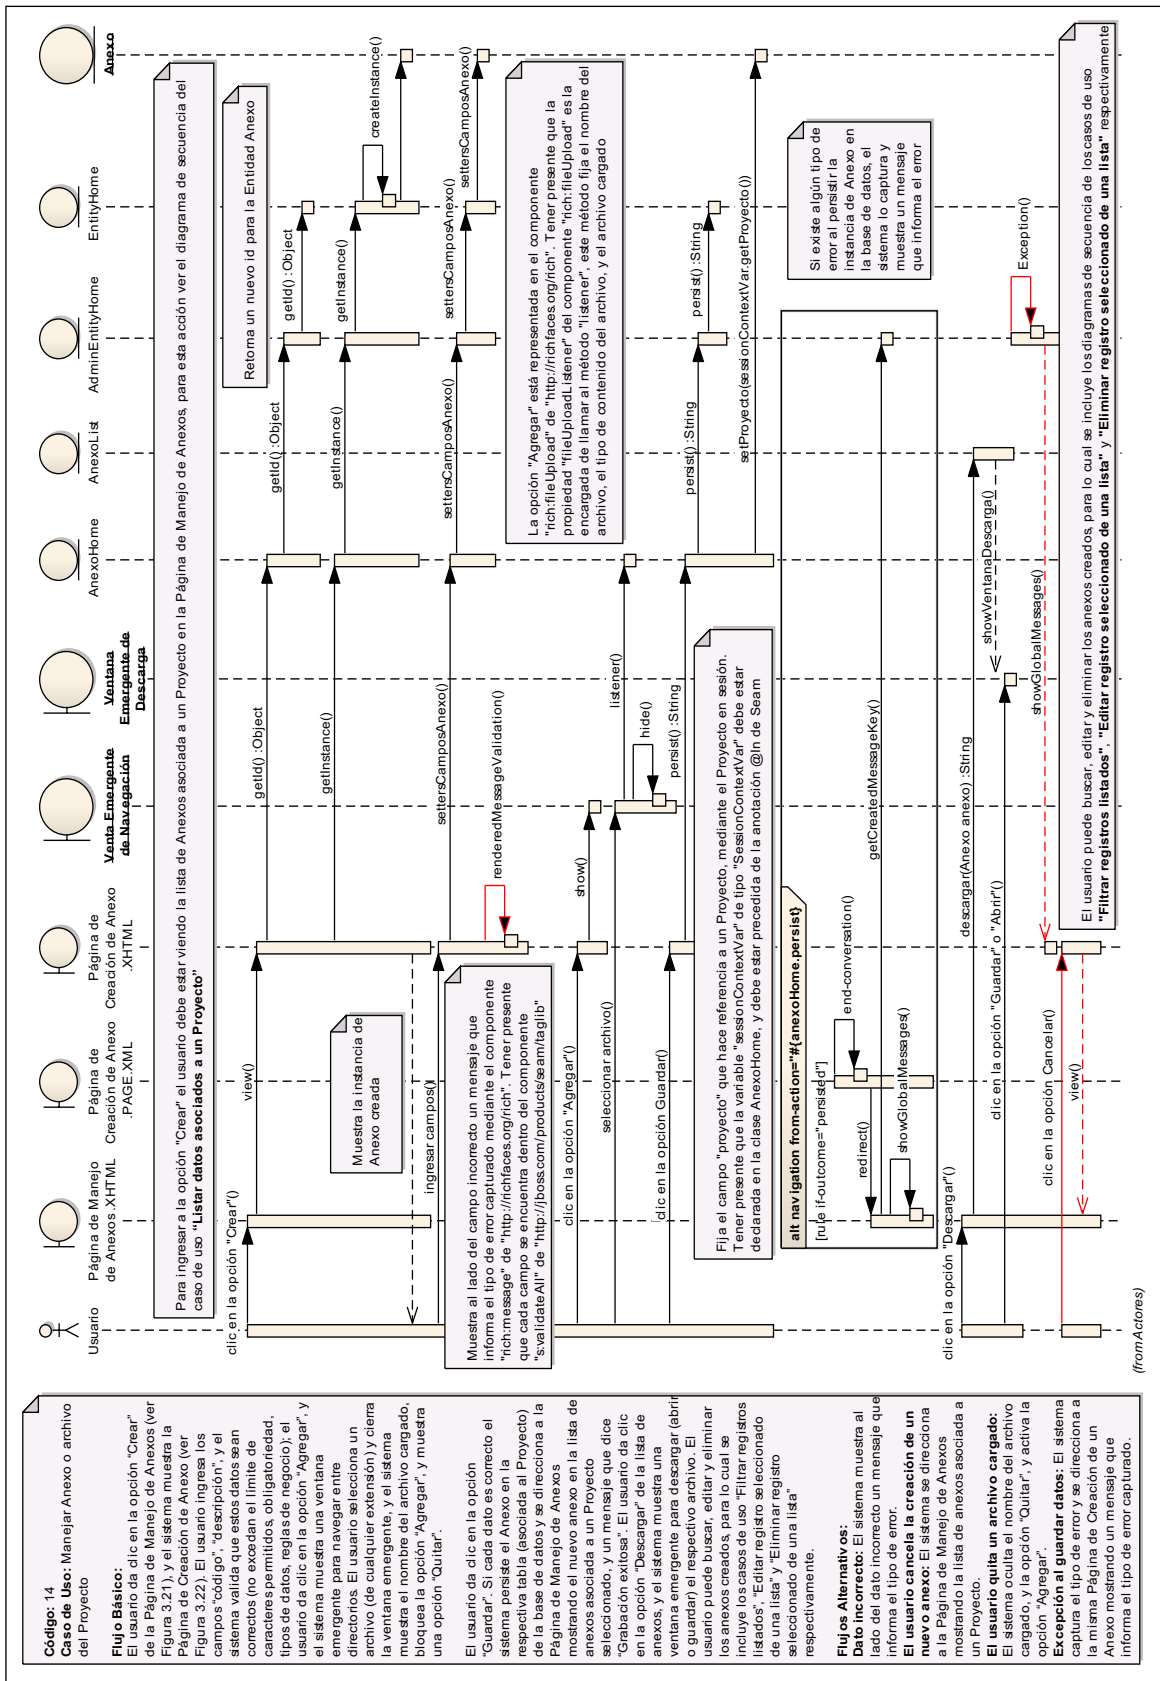 Código: 14
Caso de Uso: Manejar Anexo o archivo
del Proyecto
Flujo Básico:
El usuario da clic en la opción “Crear”
de la Página de Manejo de Anexos (ver
Figura 3.21), y el sistema muestra la
Página de Creación de Anexo (ver
Figura 3.22). El usuario ingresa los
campos “código”, “descripción”, y el
sistema valida que estos datos sean
correctos (no excedan el límite de
caracteres permitidos, obligatoriedad,
tipos de datos, reglas de negocio); el
usuario da clic en la opción “Agregar”, y
el sistema muestra una ventana
emergente para navegar entre
directorios. El usuario selecciona un
archivo (de cualquier extensión) y cierra
la ventana emergente, y el sistema
muestra el nombre del archivo cargado,
bloquea la opción “Agregar”, y muestra
una opción “Quitar”.
El usuario da clic en la opción
“Guardar”. Si cada dato es correcto el
sistema persiste el Anexo en la
respectiva tabla (asociada al Proyecto)
de la base de datos y se direcciona a la
Página de Manejo de Anexos
mostrando el nuevo anexo en la lista de
anexos asociada a un Proyecto
seleccionado, y un mensaje que dice
“Grabación exitosa”. El usuario da clic
en la opción “Descargar” de la lista de
anexos, y el sistema muestra una
ventana emergente para descargar (abrir
o guardar) el respectivo archivo. El
usuario puede buscar, editar y eliminar
los anexos creados, para lo cual se
incluye los casos de uso “Filtrar registros
listados”, “Editar registro seleccionado
de una lista” y “Eliminar registro
seleccionado de una lista”
respectivamente.
Flujos Alternativos:
Dato incorrecto: El sistema muestra al
lado del dato incorrecto un mensaje que
informa el tipo de error.
El usuario cancela la creación de un
nuevo anexo: El sistema se direcciona
a la Página de Manejo de Anexos
mostrando la lista de anexos asociada a
un Proyecto.
El usuario quita un archivo cargado:
El sistema oculta el nombre del archivo
cargado, y la opción “Quitar”, y activa la
opción “Agregar”.
Excepción al guardar datos: El sistema
captura el tipo de error y se direcciona a
la misma Página de Creación de un
Anexo mostrando un mensaje que
informa el tipo de error capturado.
Usuario
Página de Manejo
de Anexos.XHTML
Página de
Creación de Anexo
.PAGE.XML
Página de
Creación de Anexo
.XHTML
Venta Emergente
de Navegación
Ventana
Emergente de
Descarga
AnexoHome
AnexoList
AdminEntityHome
EntityHome
Anexo
Para ingresar a la opción "Crear" el usuario debe estar viendo la lista de Anexos asociada a un Proyecto en la Página de Manejo de Anexos, para esta acción ver el diagrama de secuencia del
caso de uso "Listar datos asociados a un Proyecto"
clic en la opción "Crear"()
view()
getId() :Object
getId() :Object
getId() :Object
Retorna un nuevo id para la Entidad Anexo
getInstance()
getInstance()
getInstance()
createInstance()
Muestra la instancia de
Anexo creada
ingresar campos()
settersCamposAnexo()
settersCamposAnexo()
settersCamposAnexo()
settersCamposAnexo()
renderedMessageValidation()
Muestra al lado del campo incorrecto un mensaje que
informa el tipo de error capturado mediante el componente
"rich:message" de "http://richfaces.org/rich". Tener presente
que cada campo se encuentra dentro del componente
"s:validateAll" de "http://jboss.com/products/seam/taglib"
La opción "Agregar" está representada en el componente
"rich:fileUpload" de "http://richfaces.org/rich". Tener presente que la
propiedad "fileUploadListener" del componente "rich:fileUpload" es la
encargada de llamar al método "listener", este método fija el nombre del
archivo, el tipo de contenido del archivo, y el archivo cargado
clic en la opción "Agregar"()
show()
seleccionar archivo()
listener()
hide()
clic en la opción Guardar()
persist() :String
persist() :String
persist() :String
setProyecto(sessionContextVar.getProyecto())
Fija el campo "proyecto" que hace referencia a un Proyecto, mediante el Proyecto en sesión.
Tener presente que la variable "sessionContextVar" de tipo "SessionContextVar" debe estar
declarada en la clase AnexoHome, y debe estar precedida de la anotación @In de Seam
Si existe algún tipo de
error al persistir la
instancia de Anexo en
la base de datos, el
sistema lo captura y
muestra un mensaje
que informa el error
alt navigation from-action="#{anexoHome.persist}
[rule if-outcome="persisted"]
end-conversation()
redirect()
getCreatedMessageKey()
showGlobalMessages()
clic en la opción "Descargar"()
descargar(Anexo anexo) :String
showVentanaDescarga()
clic en la opción "Guardar" o "Abrir"()
Exception()
showGlobalMessages()
clic en la opción Cancelar()
view()
El usuario puede buscar, editar y eliminar los anexos creados, para lo cual se incluye los diagramas de secuencia de los casos de uso
"Filtrar registros listados", "Editar registro seleccionado de una lista" y "Eliminar registro seleccionado de una lista" respectivamente
(from Actores)